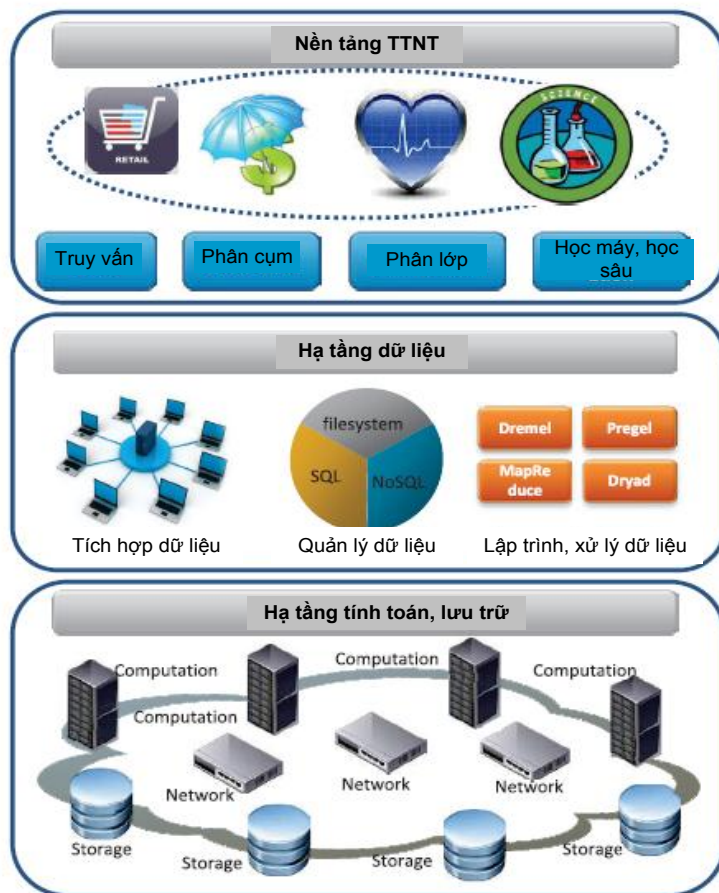 Nền tảng TTNT
RETAIL
SCIENCE
Truy vấn
Phân cụm
Phân lớp
Học máy, học
sâu
Hạ tầng dữ liệu
filesystem
SQL
NoSQL
Dremel
Pregel
MapRe
duce
Dryad
Tích hợp dữ liệu
Quản lý dữ liệu
Lập trình, xử lý dữ liệu
Hạ tầng tính toán, lưu trữ
Computation
Computation
Computation
Computation
Network
Network
Network
Storage
Storage
Storage
Storage